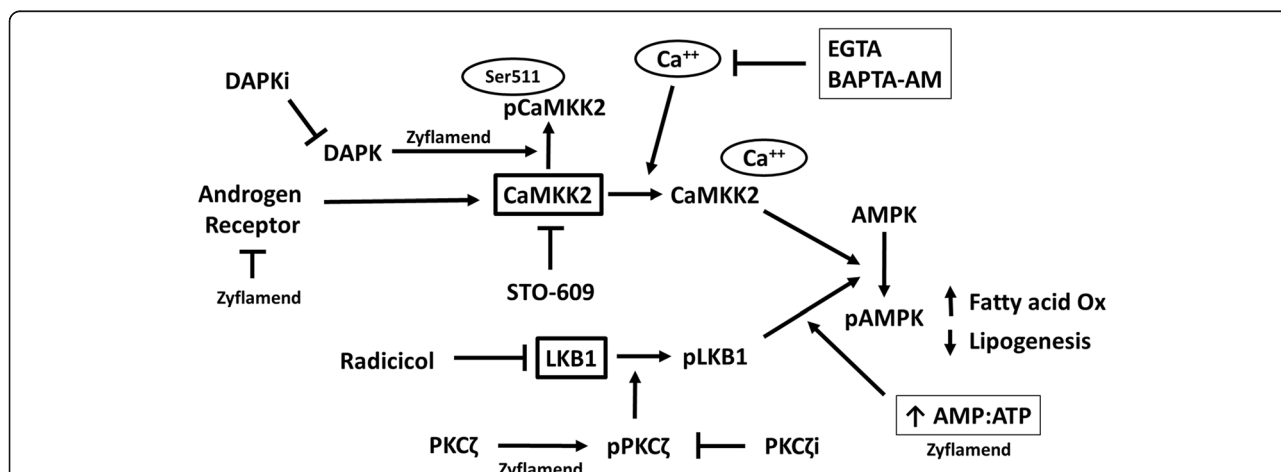 DAPKi
Ser511
pCaMKK2
Ca++
EGTA
BAPTA-AM
DAPK
Zyflamend
Ca++
Androgen
Receptor
CaMKK2
CaMKK2
AMPK
Zyflamend
STO-609
pAMPK
Fatty acid Ox
Lipogenesis
Radicicol
LKB1
pLKB1
↑ AMP:ATP
Zyflamend
PKCζ
Zyflamend
pPKCζ
PKCζi